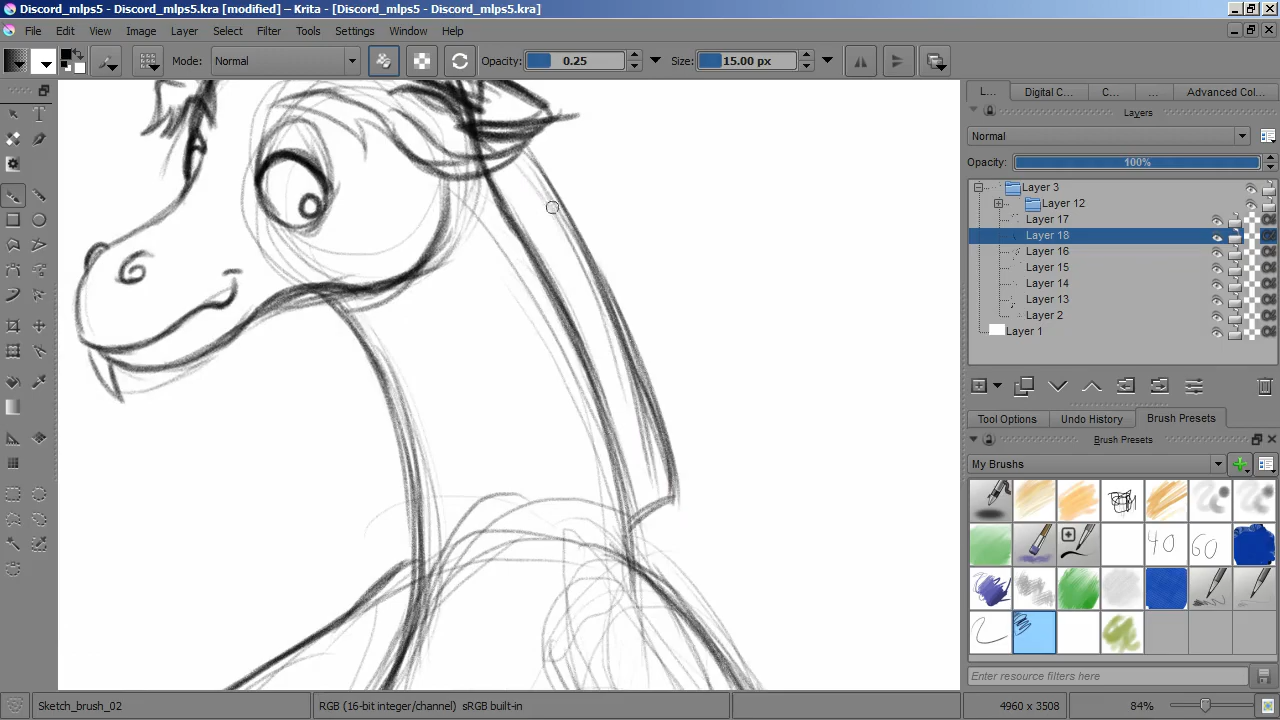 Discord_mlps5.kra [modified] – Krita - [Discord_mlps5 - Discord_mlps5.kra]
File Edit View Image Layer Select Filter Tools Settings Window Help
Mode: Normal Opacity: 0.25 Size: 15.00 px
L... Digital C... C... ... Advanced Col...
Layers
Normal
Opacity: 100%
Layer 3
Layer 12
Layer 17
Layer 18
Layer 16
Layer 15
Layer 14
Layer 13
Layer 2
Layer 1
Tool Options Undo History Brush Presets
Brush Presets
My Brushes
40 60
Enter resource filters here
Sketch_brush_02 RGB (16-bit integer/channel) sRGB built-in 4960 x 3508 84%